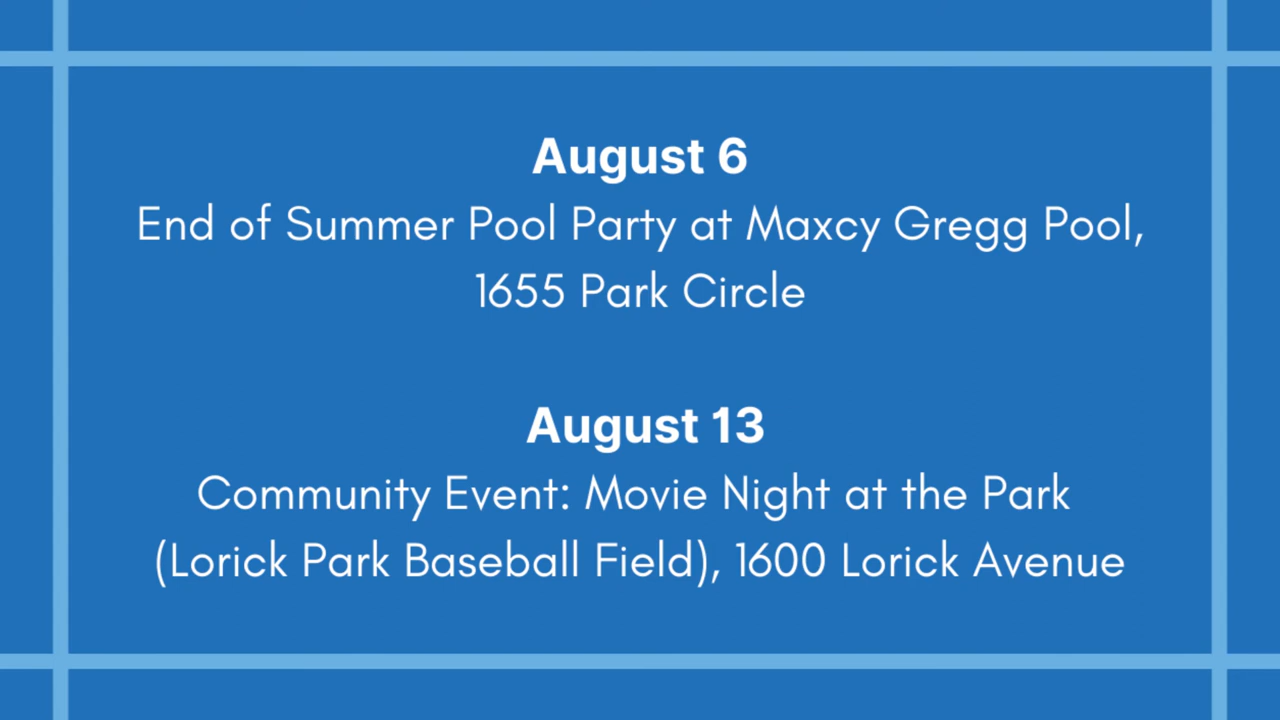 August 6
End of Summer Pool Party at Maxcy Gregg Pool,
1655 Park Circle
August 13
Community Event: Movie Night at the Park
(Lorick Park Baseball Field), 1600 Lorick Avenue